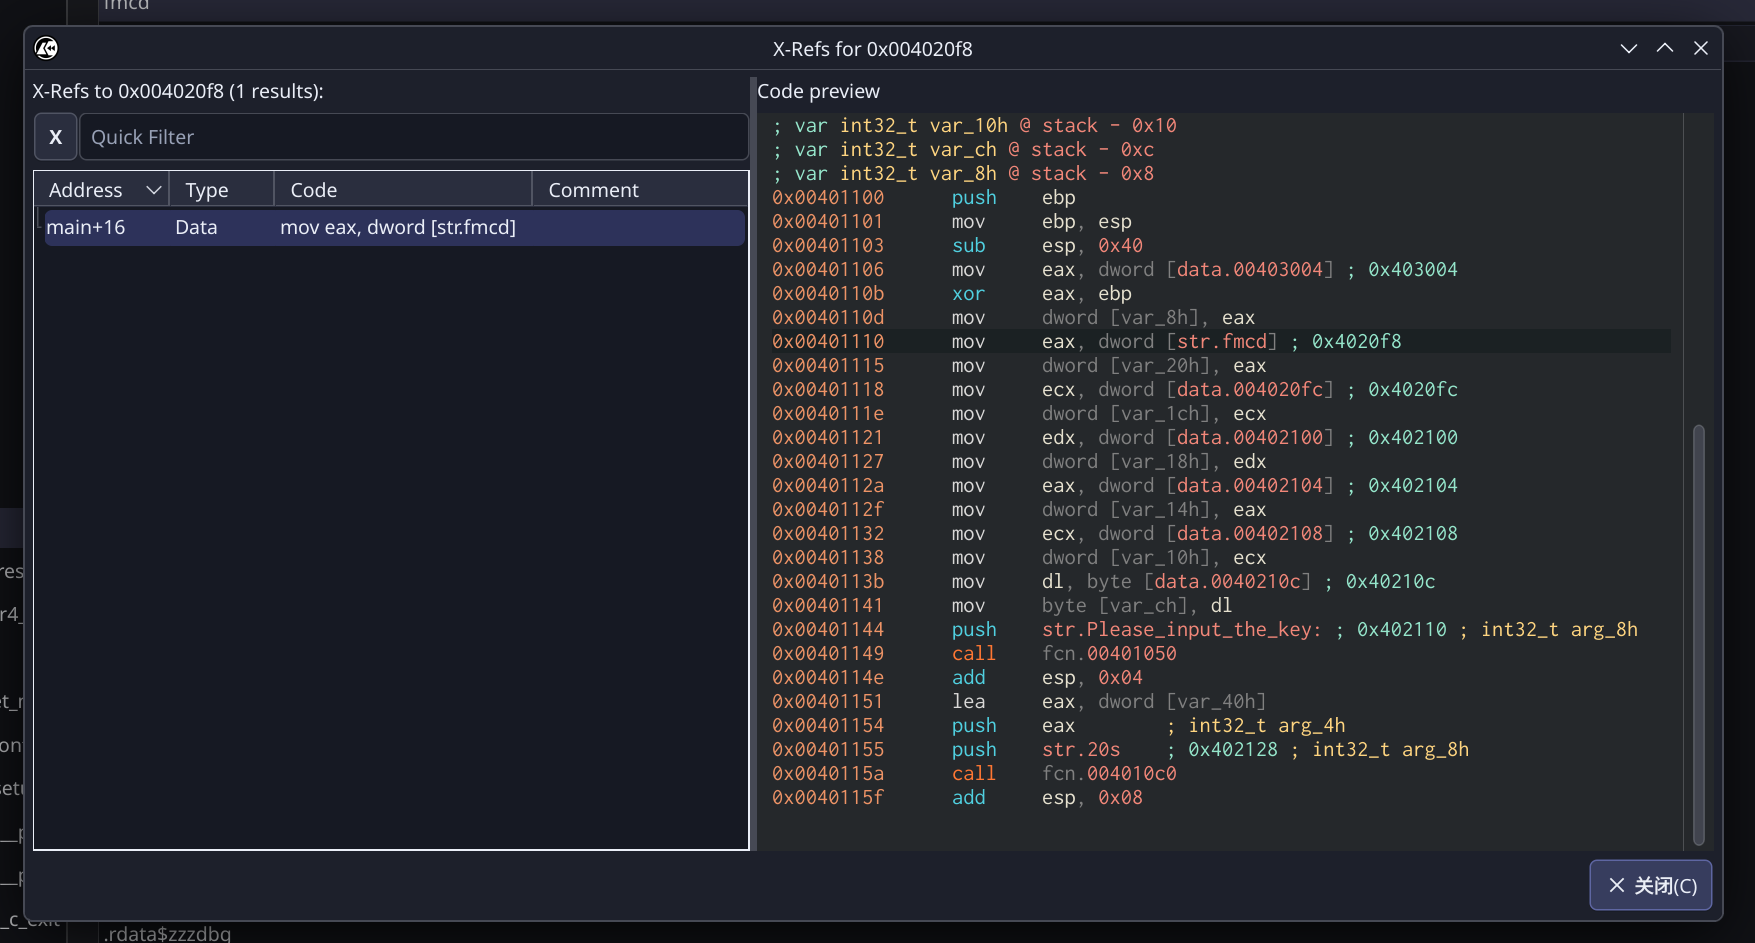 fmcd
X-Refs for 0x004020f8
X-Refs to 0x004020f8 (1 results):
X
Quick Filter
Address Type Code Comment
main+16 Data mov eax, dword [str.fmcd]
Code preview
; var int32_t var_10h @ stack - 0x10
; var int32_t var_ch @ stack - 0xc
; var int32_t var_8h @ stack - 0x8
0x00401100 push ebp
0x00401101 mov ebp, esp
0x00401103 sub esp, 0x40
0x00401106 mov eax, dword [data.00403004] ; 0x403004
0x0040110b xor eax, ebp
0x0040110d mov dword [var_8h], eax
0x00401110 mov eax, dword [str.fmcd] ; 0x4020f8
0x00401115 mov dword [var_20h], eax
0x00401118 mov ecx, dword [data.004020fc] ; 0x4020fc
0x0040111e mov dword [var_1ch], ecx
0x00401121 mov edx, dword [data.00402100] ; 0x402100
0x00401127 mov dword [var_18h], edx
0x0040112a mov eax, dword [data.00402104] ; 0x402104
0x0040112f mov dword [var_14h], eax
0x00401132 mov ecx, dword [data.00402108] ; 0x402108
0x00401138 mov dword [var_10h], ecx
0x0040113b mov dl, byte [data.0040210c] ; 0x40210c
0x00401141 mov byte [var_ch], dl
0x00401144 push str.Please_input_the_key: ; 0x402110 ; int32_t arg_8h
0x00401149 call fcn.00401050
0x0040114e add esp, 0x04
0x00401151 lea eax, dword [var_40h]
0x00401154 push eax ; int32_t arg_4h
0x00401155 push str.20s ; 0x402128 ; int32_t arg_8h
0x0040115a call fcn.004010c0
0x0040115f add esp, 0x08
关闭(C)
_c_exit
.rdata$zzzdbg